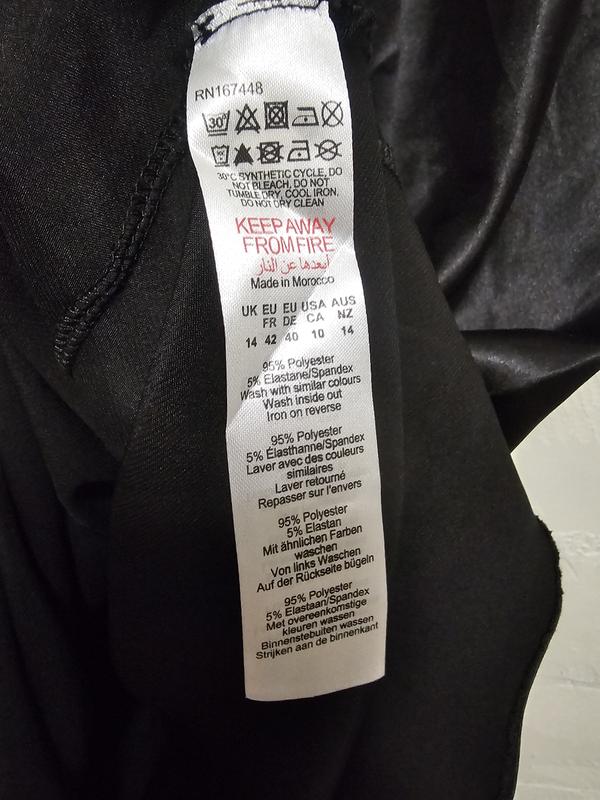 RN167448
30°
30°C SYNTHETIC CYCLE, DO
NOT BLEACH, DO NOT
TUMBLE DRY, COOL IRON,
DO NOT DRY CLEAN
KEEP AWAY
FROM FIRE
أبعدها عن النار
Made in Morocco
UK EU EU USA AUS
FR DE CA NZ
14 42 40 10 14
95% Polyester
5% Elastane/Spandex
Wash with similar colours
Wash inside out
Iron on reverse
95% Polyester
5% Élasthanne/Spandex
Laver avec des couleurs
similaires
Laver retourné
Repasser sur l'envers
95% Polyester
5% Elastan
Mit ähnlichen Farben
waschen
Von links Waschen
Auf der Rückseite bügeln
95% Polyester
5% Elastaan/Spandex
Met overeenkomstige
kleuren wassen
Binnenstebuiten wassen
Strijken aan de binnenkant